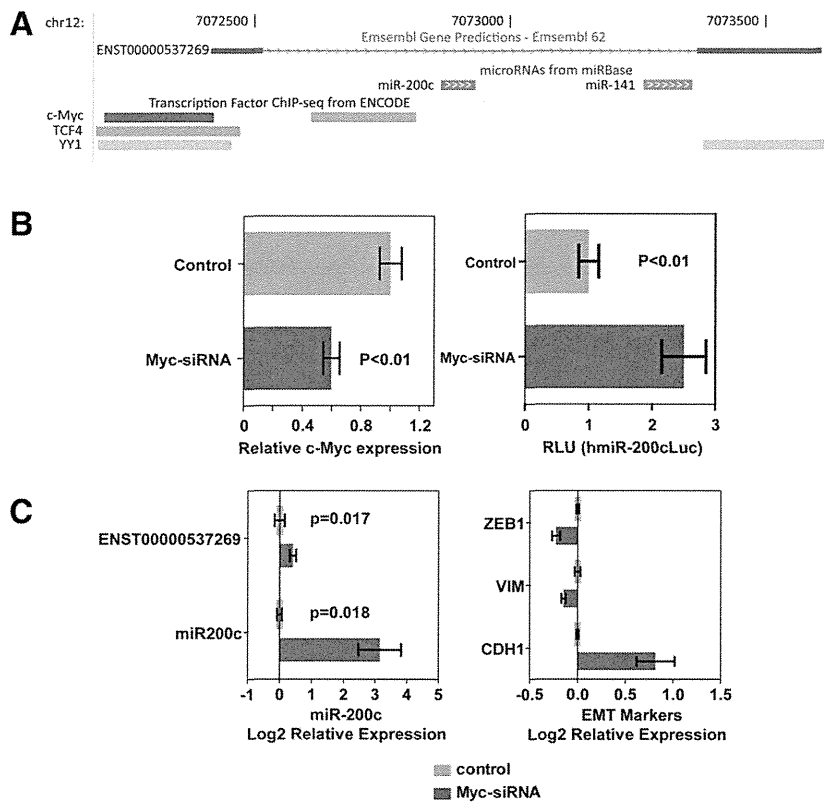 A
chr12:
7072500
7073000
7073500
Emsembl Gene Predictions - Emsembl 62
ENST00000537269
microRNAs from miRBase
miR-200c
miR-141
Transcription Factor ChIP-seq from ENCODE
c-Myc
TCF4
YY1
B
Control
Myc-siRNA
P<0.01
0 0.4 0.8 1.2
Relative c-Myc expression
Control
P<0.01
Myc-siRNA
0 1 2 3
RLU (hmiR-200cLuc)
C
ENST00000537269
p=0.017
miR200c
p=0.018
-1 0 1 2 3 4 5
miR-200c
Log2 Relative Expression
ZEB1
VIM
CDH1
-0.5 0.0 0.5 1.0 1.5
EMT Markers
Log2 Relative Expression
control
Myc-siRNA